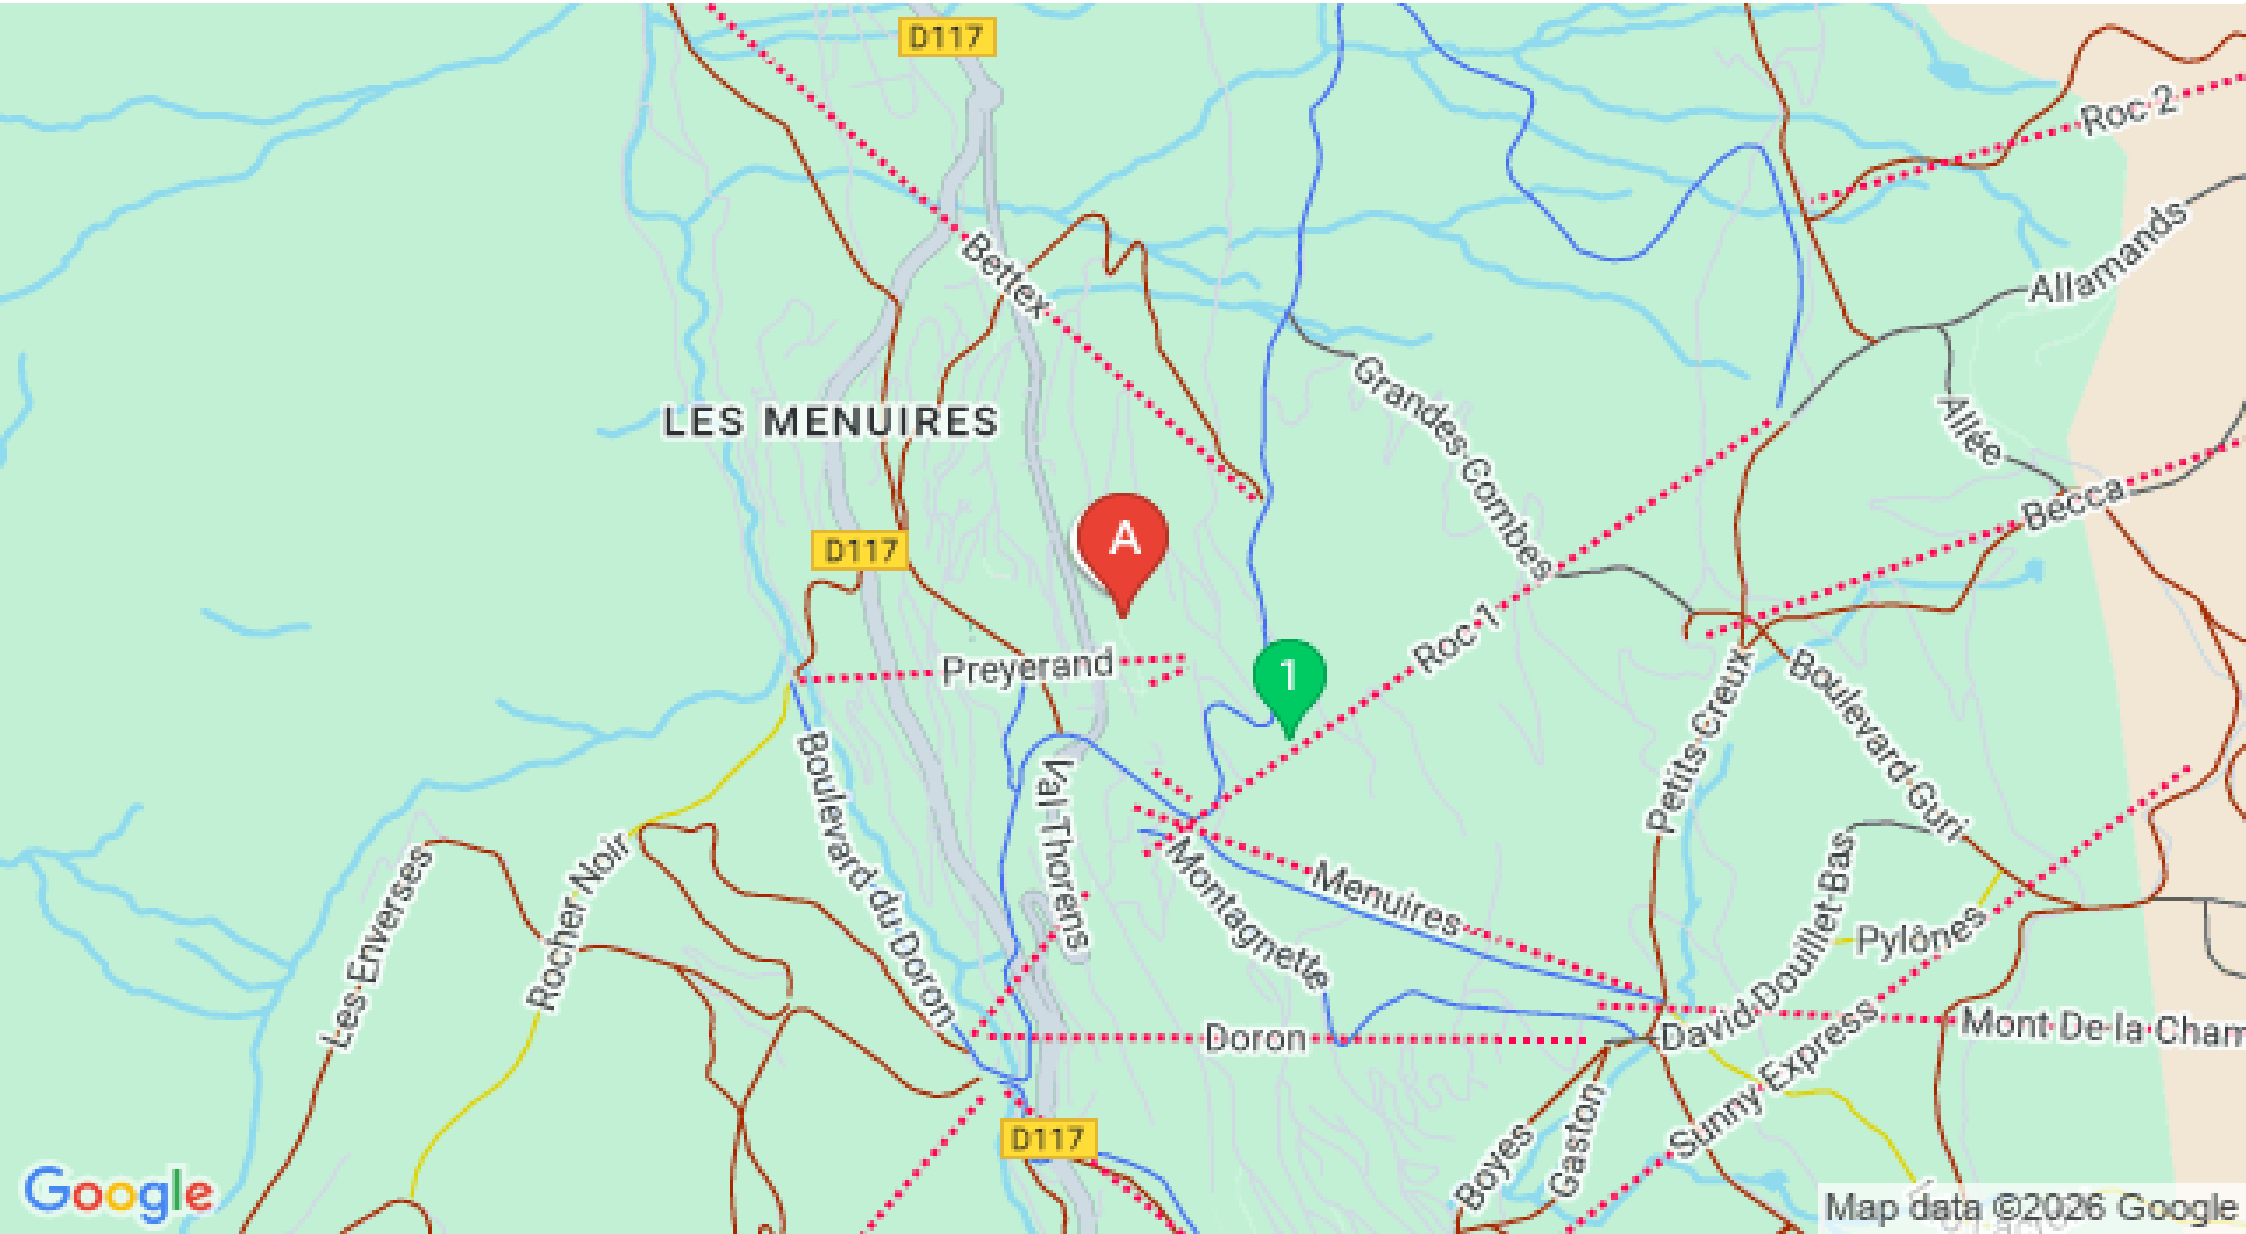 D117
Roc 2
Allamands
Bettex
Grandes Combes
Allée
LES MENUIRES
Becca
D117
A
Roc 1
Preyerand
1
Petits Creux
Boulevard Guri
Boulevard du Doron
Val Thorens
Les Enverses
Rocher Noir
Montagnette
Menuires
David Douillet Bas
Pylônes
Doron
Mont De la Cham
Sunny Express
D117
Boyes
Gaston
Google
Map data ©2026 Google